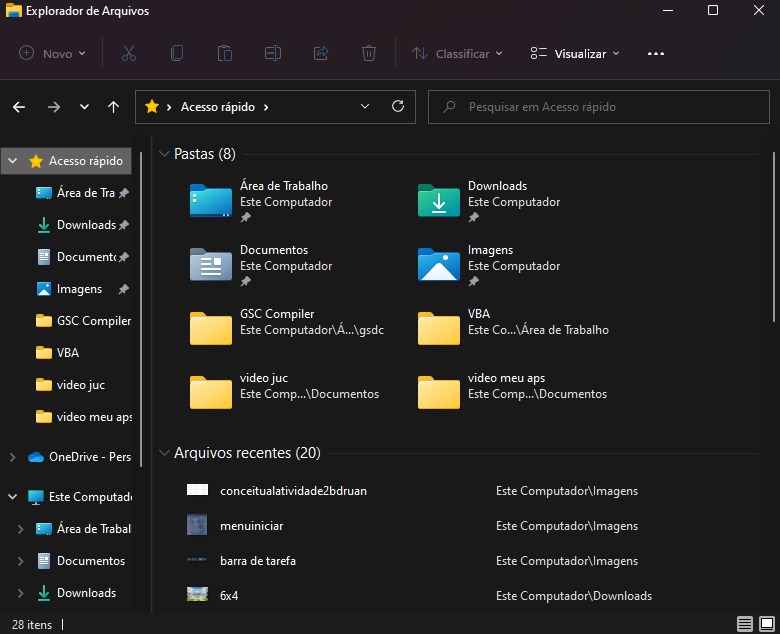 Explorador de Arquivos
Novo
Classificar
Visualizar
Acesso rápido
Pesquisar em Acesso rápido
Acesso rápido
Área de Tra
Downloads
Document
Imagens
GSC Compiler
VBA
video juc
video meu aps
OneDrive - Pers
Este Computad
Área de Trabal
Documentos
Downloads
Pastas (8)
Área de Trabalho
Este Computador
Downloads
Este Computador
Documentos
Este Computador
Imagens
Este Computador
GSC Compiler
Este Computador\Á...\gsdc
VBA
Este Co...\Área de Trabalho
video juc
Este Comp...\Documentos
video meu aps
Este Comp...\Documentos
Arquivos recentes (20)
conceitualatividade2bdruan Este Computador\Imagens
menuiniciar Este Computador\Imagens
barra de tarefa Este Computador\Imagens
6x4 Este Computador\Downloads
28 itens